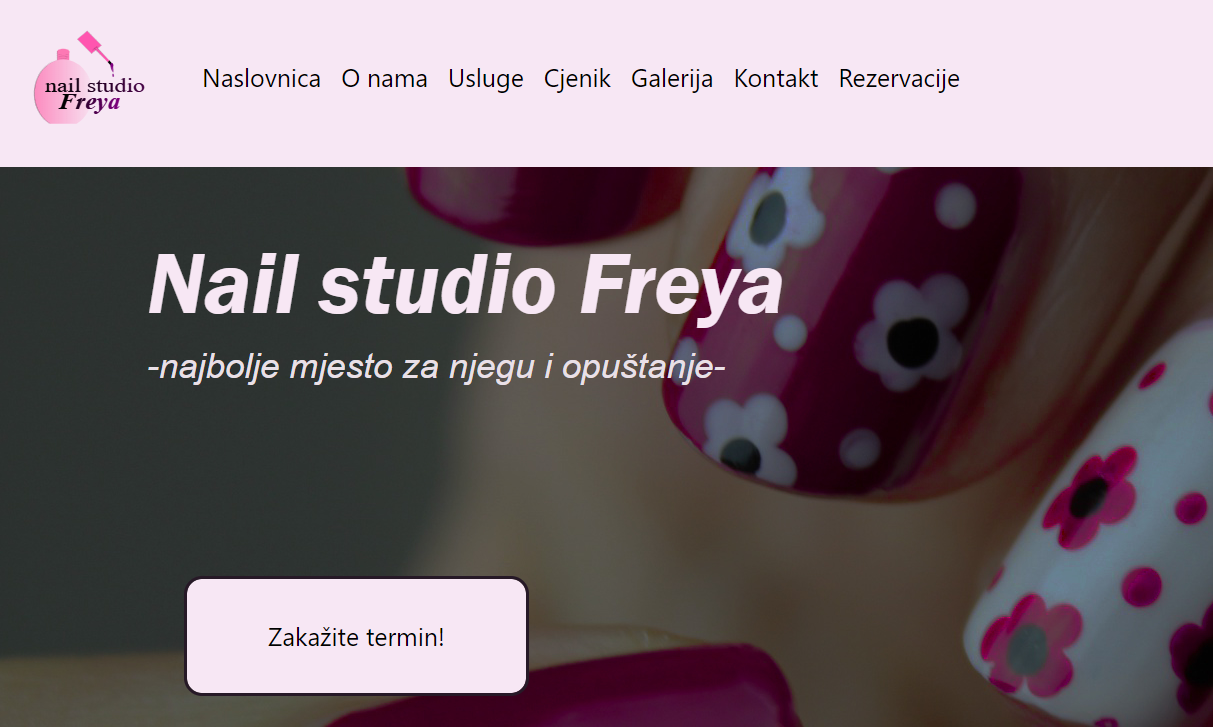 nail studio
Freya
Naslovnica O nama Usluge Cjenik Galerija Kontakt Rezervacije
Nail studio Freya
-najbolje mjesto za njegu i opuštanje-
Zakažite termin!